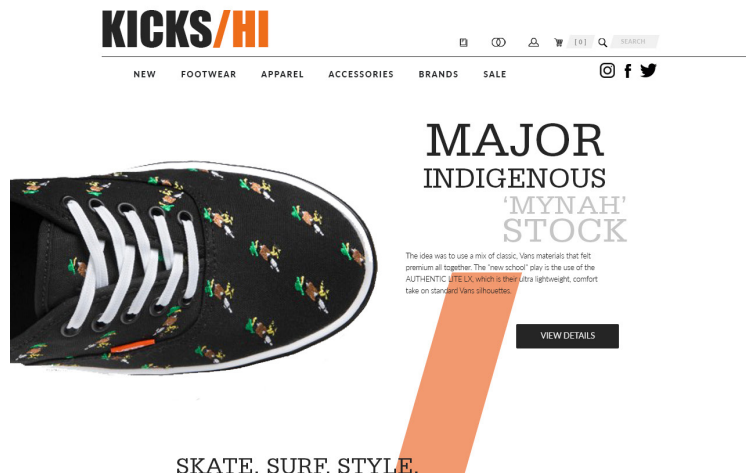 KICKS/HI
[ 0 ] SEARCH
NEW FOOTWEAR APPAREL ACCESSORIES BRANDS SALE
MAJOR
INDIGENOUS
‘MYNAH’
STOCK
The idea was to use a mix of classic, Vans materials that felt
premium all together. The “new school” play is the use of the
AUTHENTIC LITE LX, which is their ultra lightweight, comfort
take on standard Vans silhouettes.
VIEW DETAILS
SKATE. SURF. STYLE.